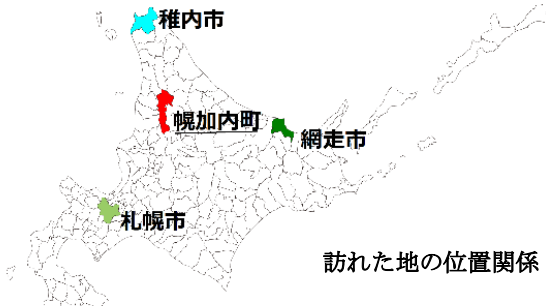 稚内市
幌加内町
網走市
札幌市
訪れた地の位置関係